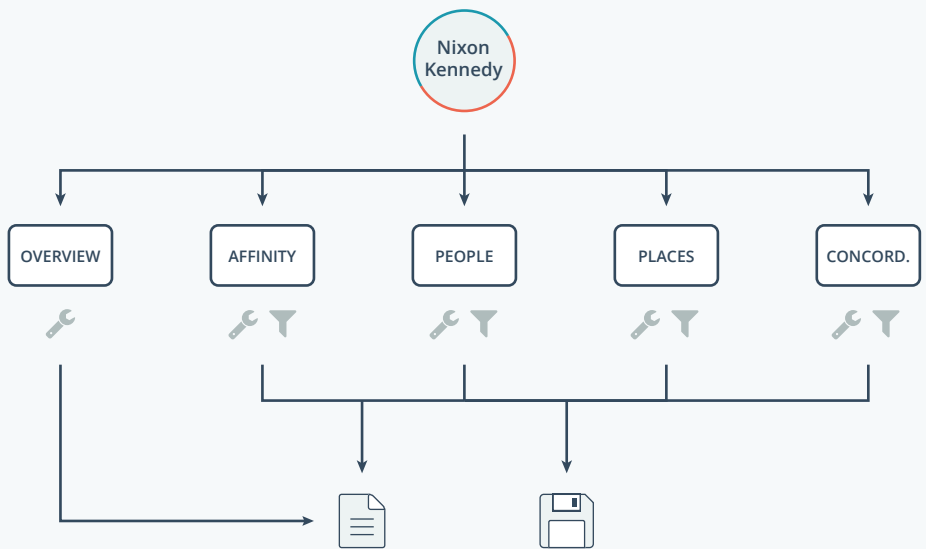 Nixon
Kennedy
OVERVIEW
AFFINITY
PEOPLE
PLACES
CONCORD.